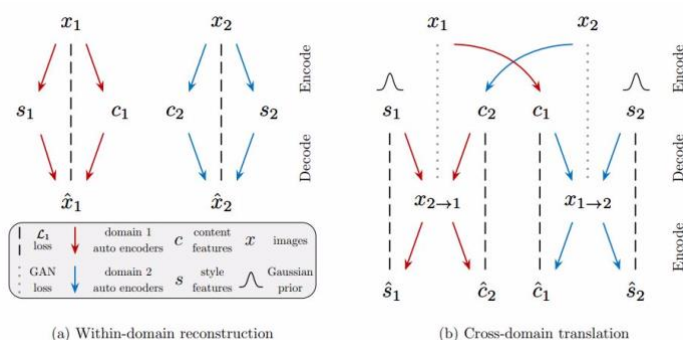 x₁ x₂ x₁ x₂
Encode
Encode
s₁ c₁ c₂ s₂ s₁ c₂ c₁ s₂
Decode
Decode
x̂₁ x̂₂ x₂→₁ x₁→₂
Encode
ŝ₁ ĉ₂ ĉ₁ ŝ₂
L₁ loss
domain 1 auto encoders
c content features
x images
GAN loss
domain 2 auto encoders
s style features
Gaussian prior
(a) Within-domain reconstruction
(b) Cross-domain translation